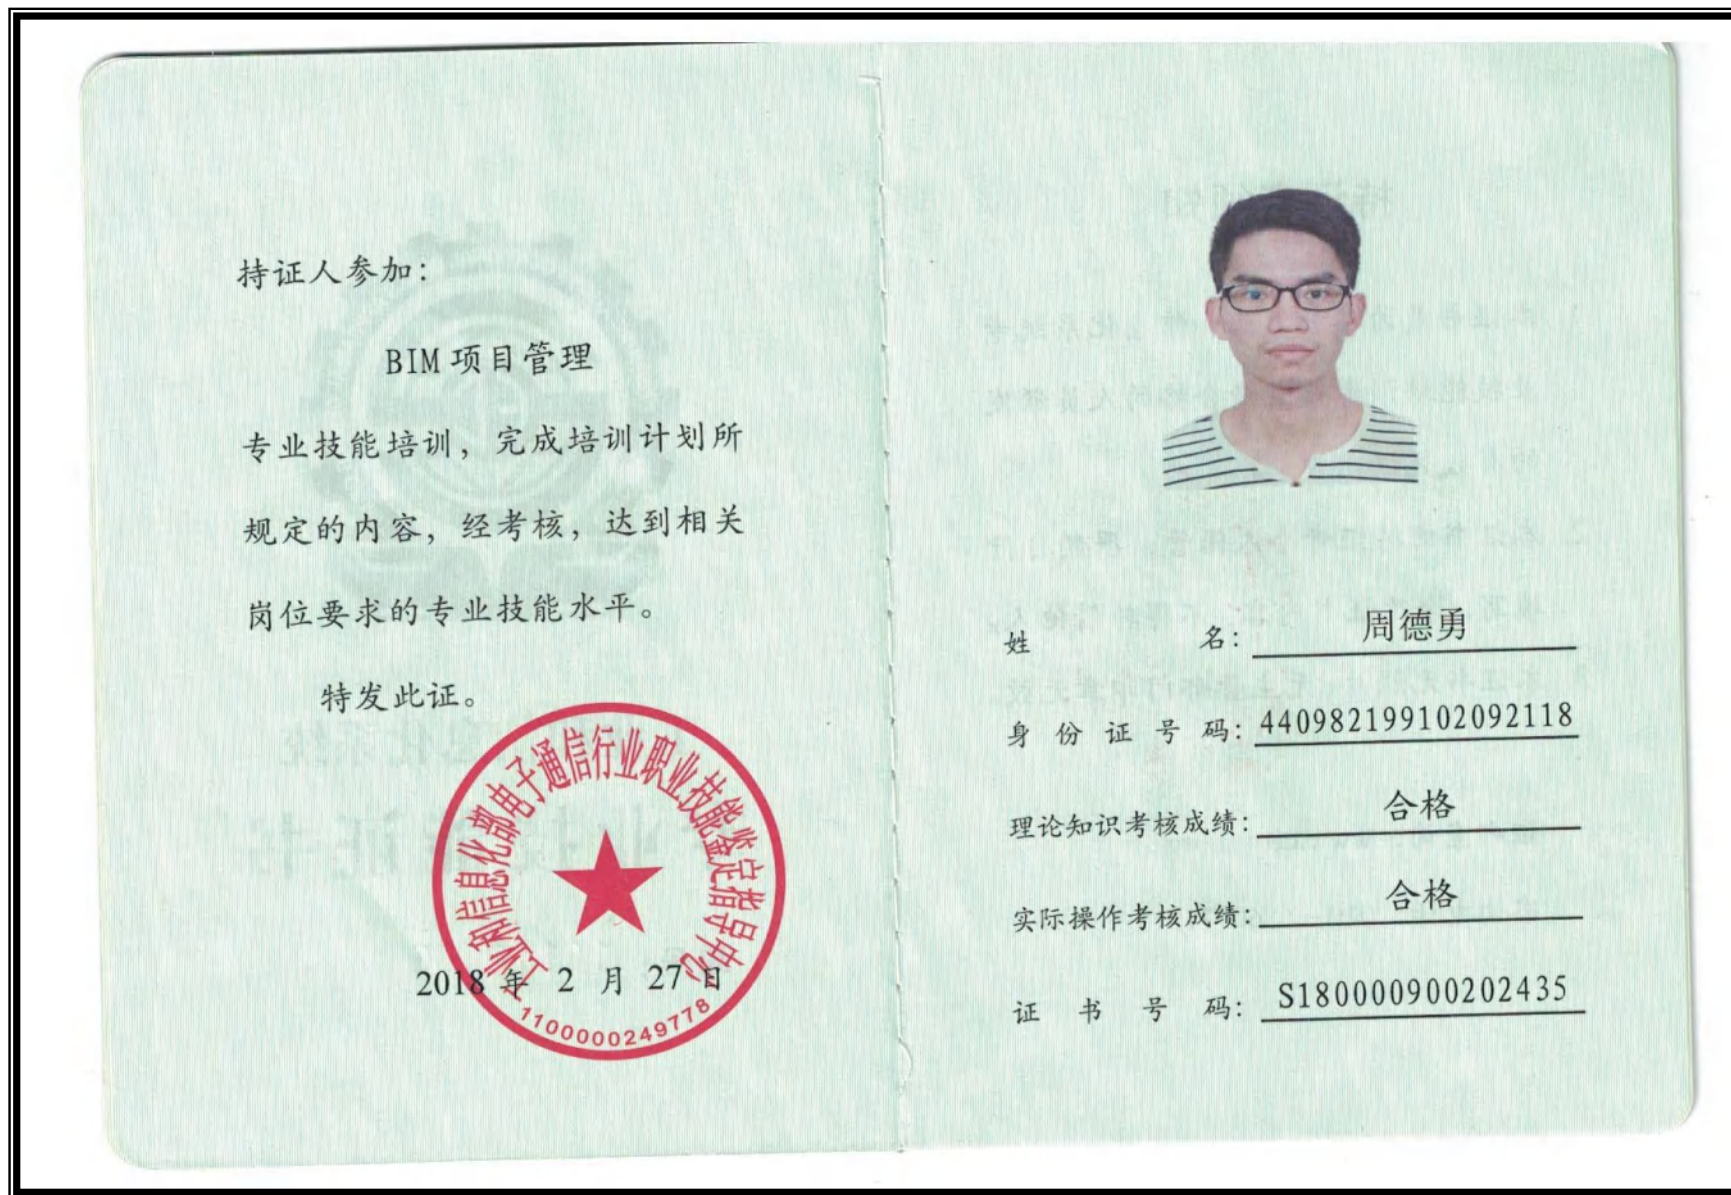 持证人参加：
BIM 项目管理
专业技能培训，完成培训计划所
规定的内容，经考核，达到相关
岗位要求的专业技能水平。
特发此证。
工业和信息化部电子通信行业职业技能鉴定指导中心
2018 年 2 月 27 日
1100000249778
姓 名：周德勇
身 份 证 号 码：440982199102092118
理论知识考核成绩：合格
实际操作考核成绩：合格
证 书 号 码：S180000900202435